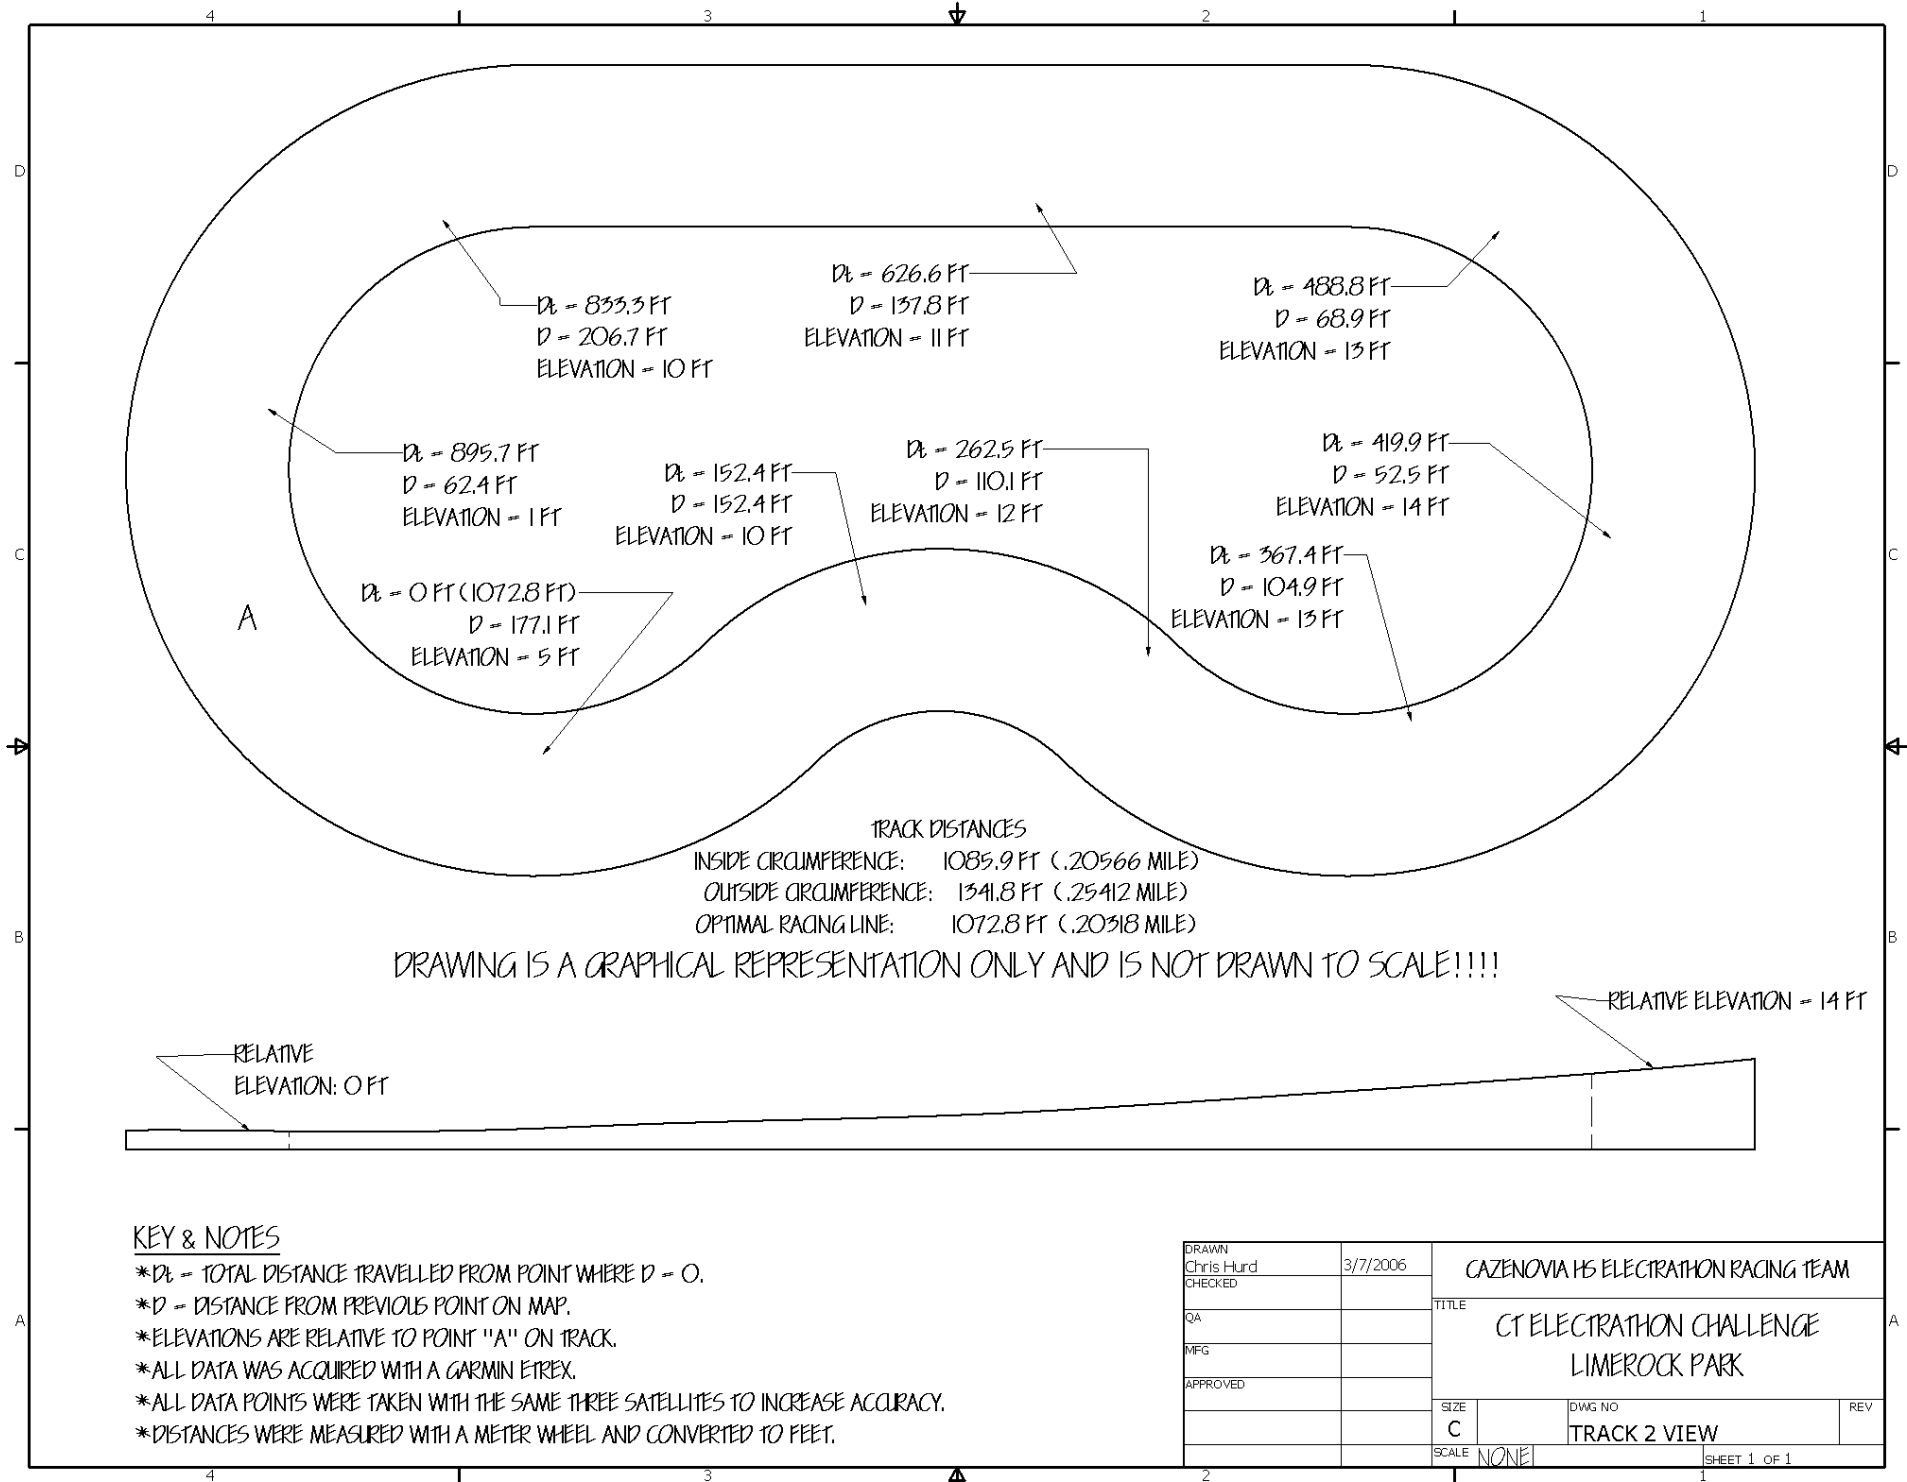 4
3
2
1
D
D
Dt = 833.3 FT
D = 206.7 FT
ELEVATION = 10 FT
Dt = 626.6 FT
D = 137.8 FT
ELEVATION = 11 FT
Dt = 488.8 FT
D = 68.9 FT
ELEVATION = 13 FT
Dt = 895.7 FT
D = 62.4 FT
ELEVATION = 1 FT
Dt = 152.4 FT
D = 152.4 FT
ELEVATION = 10 FT
Dt = 262.5 FT
D = 110.1 FT
ELEVATION = 12 FT
Dt = 419.9 FT
D = 52.5 FT
ELEVATION = 14 FT
C
C
Dt = 367.4 FT
D = 104.9 FT
ELEVATION = 13 FT
A
Dt = 0 FT (1072.8 FT)
D = 177.1 FT
ELEVATION = 5 FT
TRACK DISTANCES
INSIDE CIRCUMFERENCE: 1085.9 FT (.20566 MILE)
OUTSIDE CIRCUMFERENCE: 1341.8 FT (.25412 MILE)
OPTIMAL RACING LINE: 1072.8 FT (.20318 MILE)
B
B
DRAWING IS A GRAPHICAL REPRESENTATION ONLY AND IS NOT DRAWN TO SCALE!!!!
RELATIVE ELEVATION = 14 FT
RELATIVE
ELEVATION: 0 FT
KEY & NOTES
*Dt = TOTAL DISTANCE TRAVELLED FROM POINT WHERE D = 0.
*D = DISTANCE FROM PREVIOUS POINT ON MAP.
*ELEVATIONS ARE RELATIVE TO POINT "A" ON TRACK.
*ALL DATA WAS ACQUIRED WITH A GARMIN ETREX.
*ALL DATA POINTS WERE TAKEN WITH THE SAME THREE SATELLITES TO INCREASE ACCURACY.
*DISTANCES WERE MEASURED WITH A METER WHEEL AND CONVERTED TO FEET.
A
A
DRAWN
Chris Hurd 3/7/2006
CHECKED
QA
MFG
APPROVED
CAZENOVIA HS ELECTRATHON RACING TEAM
TITLE
CT ELECTRATHON CHALLENGE
LIMEROCK PARK
SIZE
C
DWG NO
TRACK 2 VIEW
REV
SCALE NONE
SHEET 1 OF 1
4
3
2
1